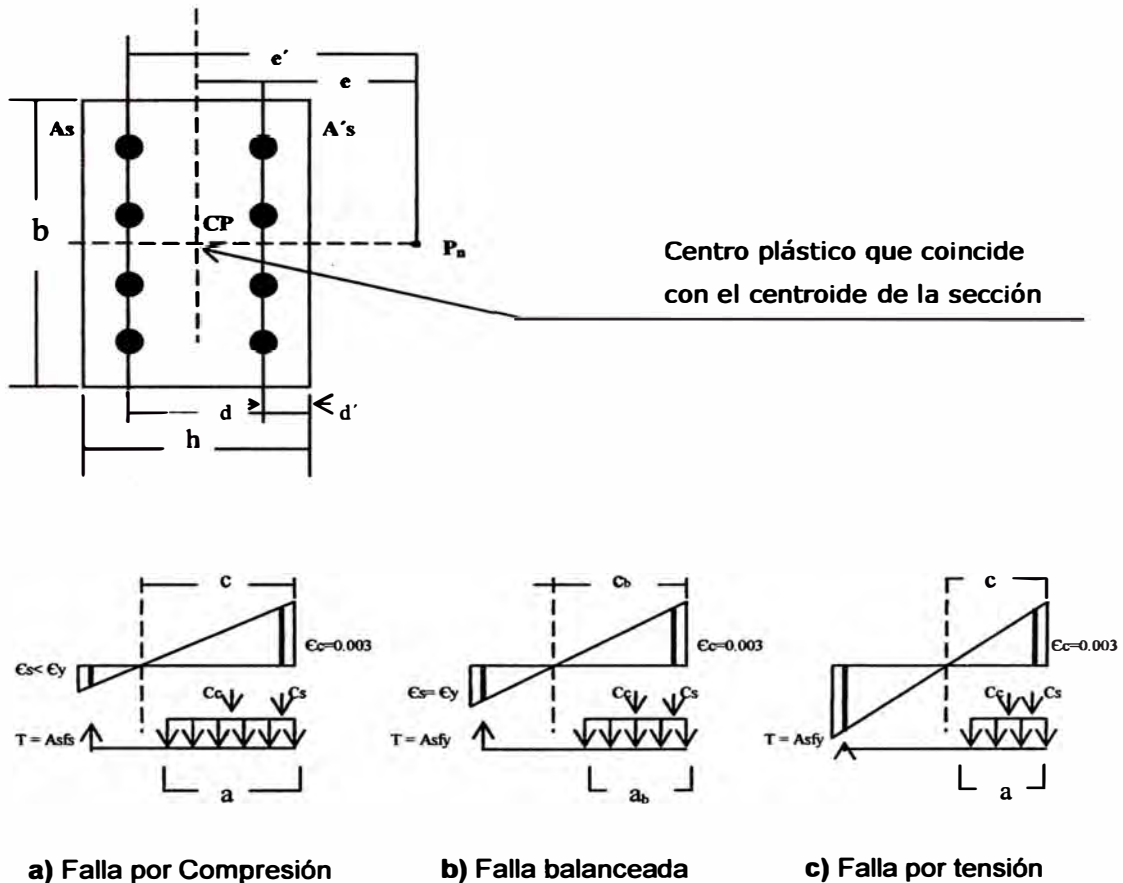 e´
e
As
A´s
b
CP
Pn
Centro plástico que coincide
con el centroide de la sección
d
d´
h
c
Єs< Єy
Єc=0.003
Cc
Cs
T = Asfs
a
cb
Єs= Єy
Єc=0.003
Cc
Cs
T = Asfy
ab
c
Єc=0.003
Cc
Cs
T = Asfy
a
a) Falla por Compresión
b) Falla balanceada
c) Falla por tensión